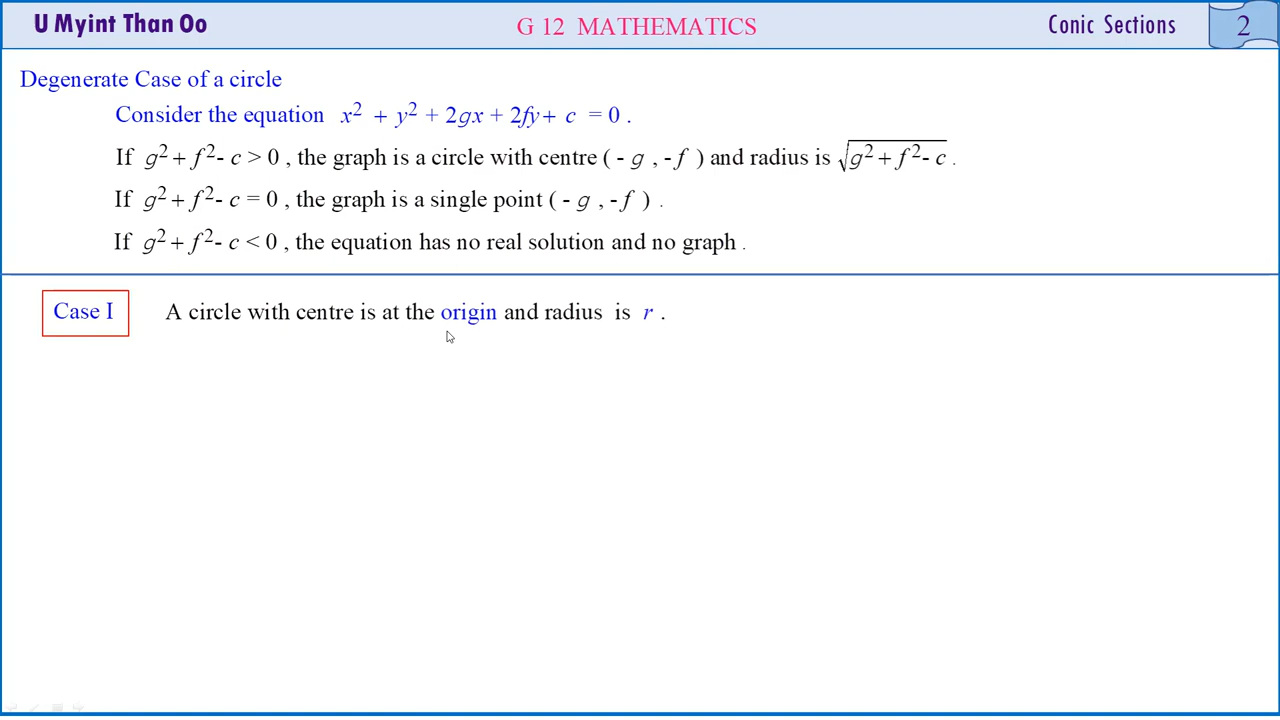 U Myint Than Oo
G 12 MATHEMATICS
Conic Sections
2
Degenerate Case of a circle
Consider the equation x² + y² + 2gx + 2fy + c = 0 .
If g² + f² - c > 0 , the graph is a circle with centre ( - g , - f ) and radius is √(g² + f² - c) .
If g² + f² - c = 0 , the graph is a single point ( - g , - f ) .
If g² + f² - c < 0 , the equation has no real solution and no graph .
Case I
A circle with centre is at the origin and radius is r .